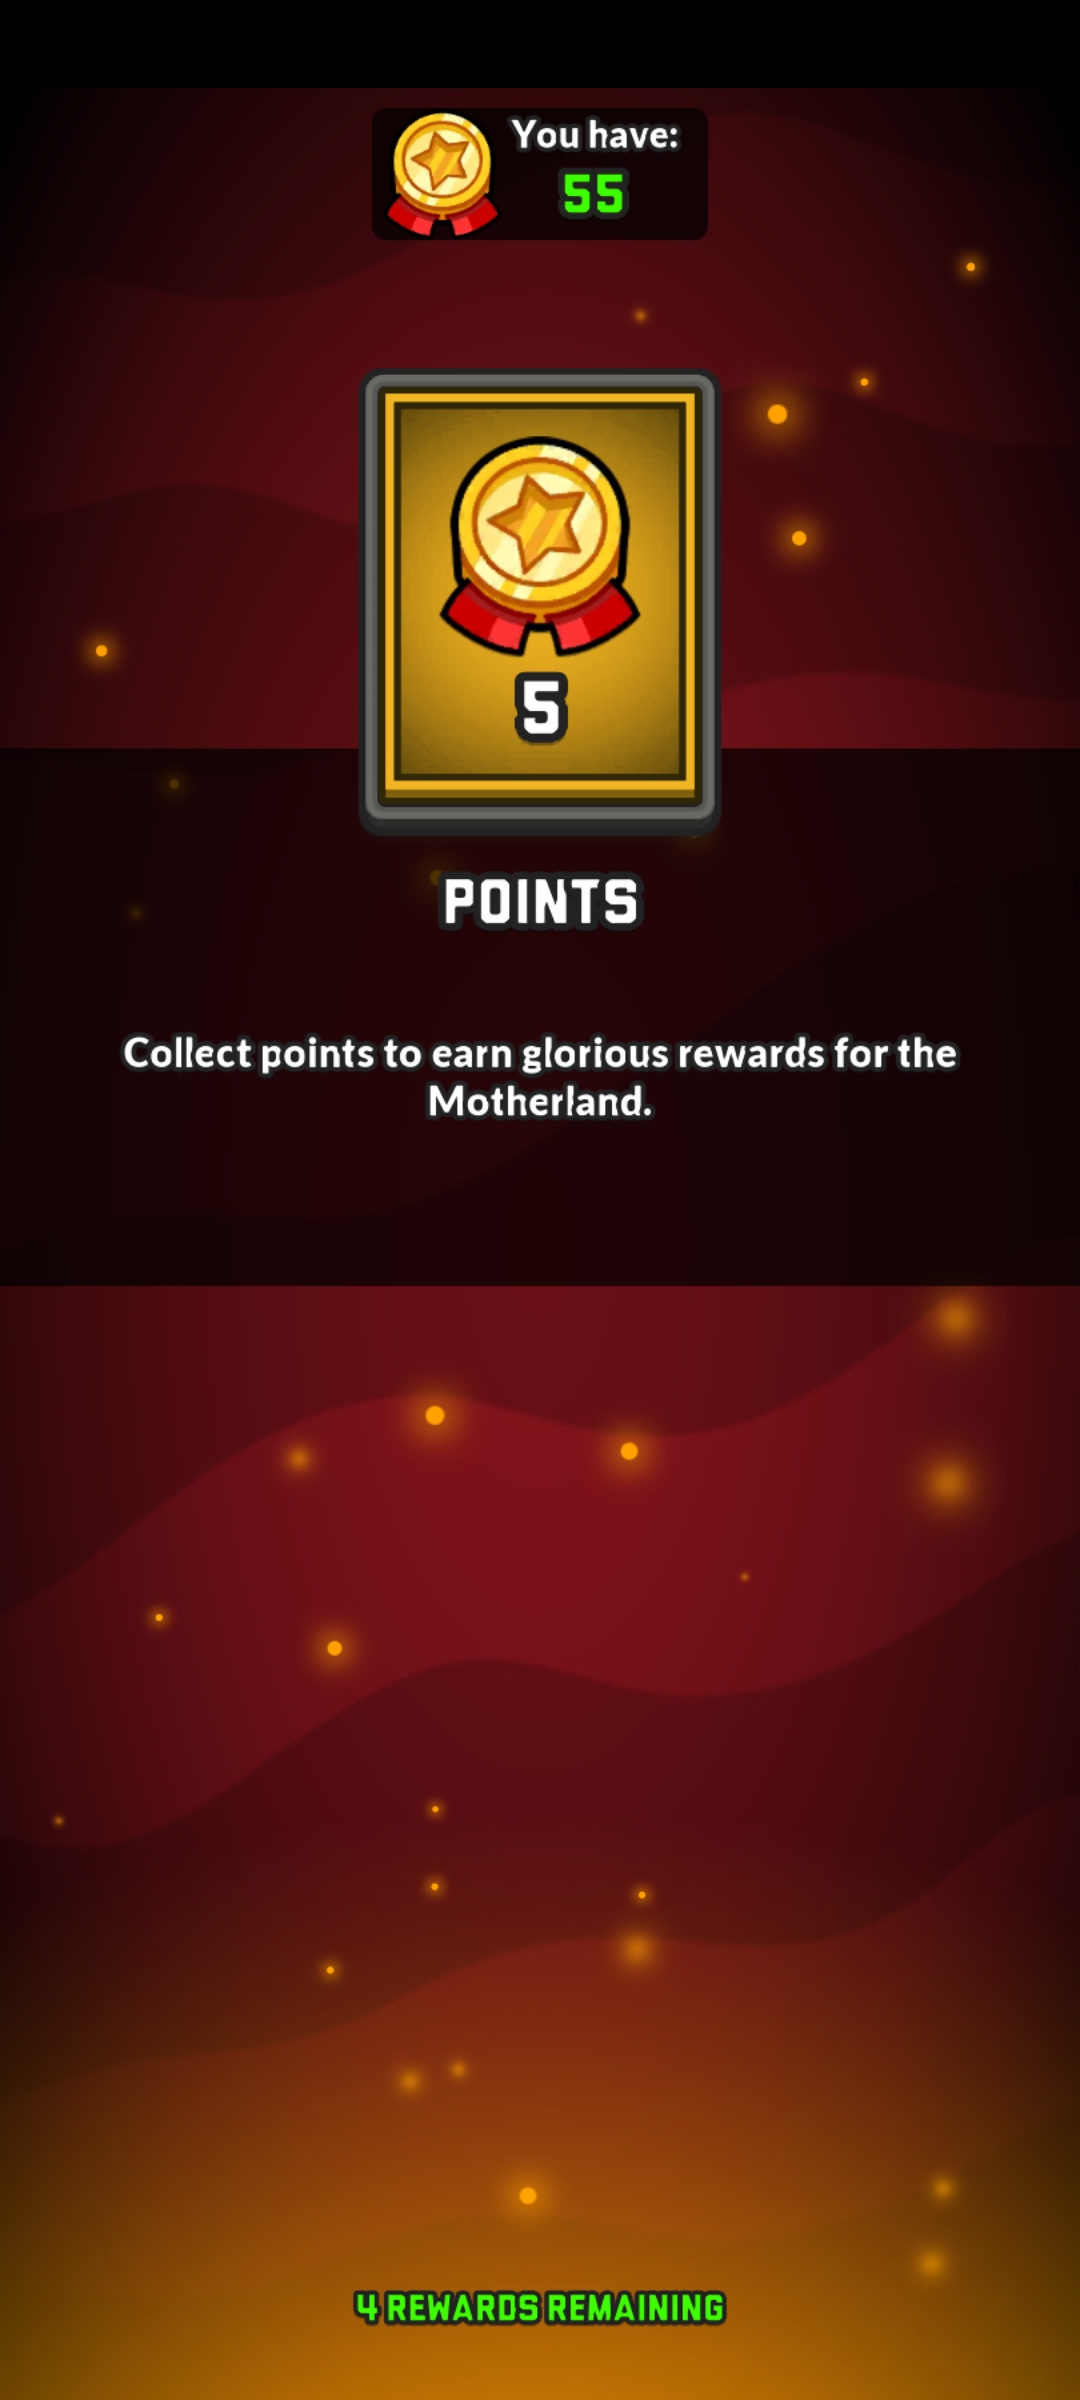 You have:
55
5
POINTS
Collect points to earn glorious rewards for the
Motherland.
4 REWARDS REMAINING